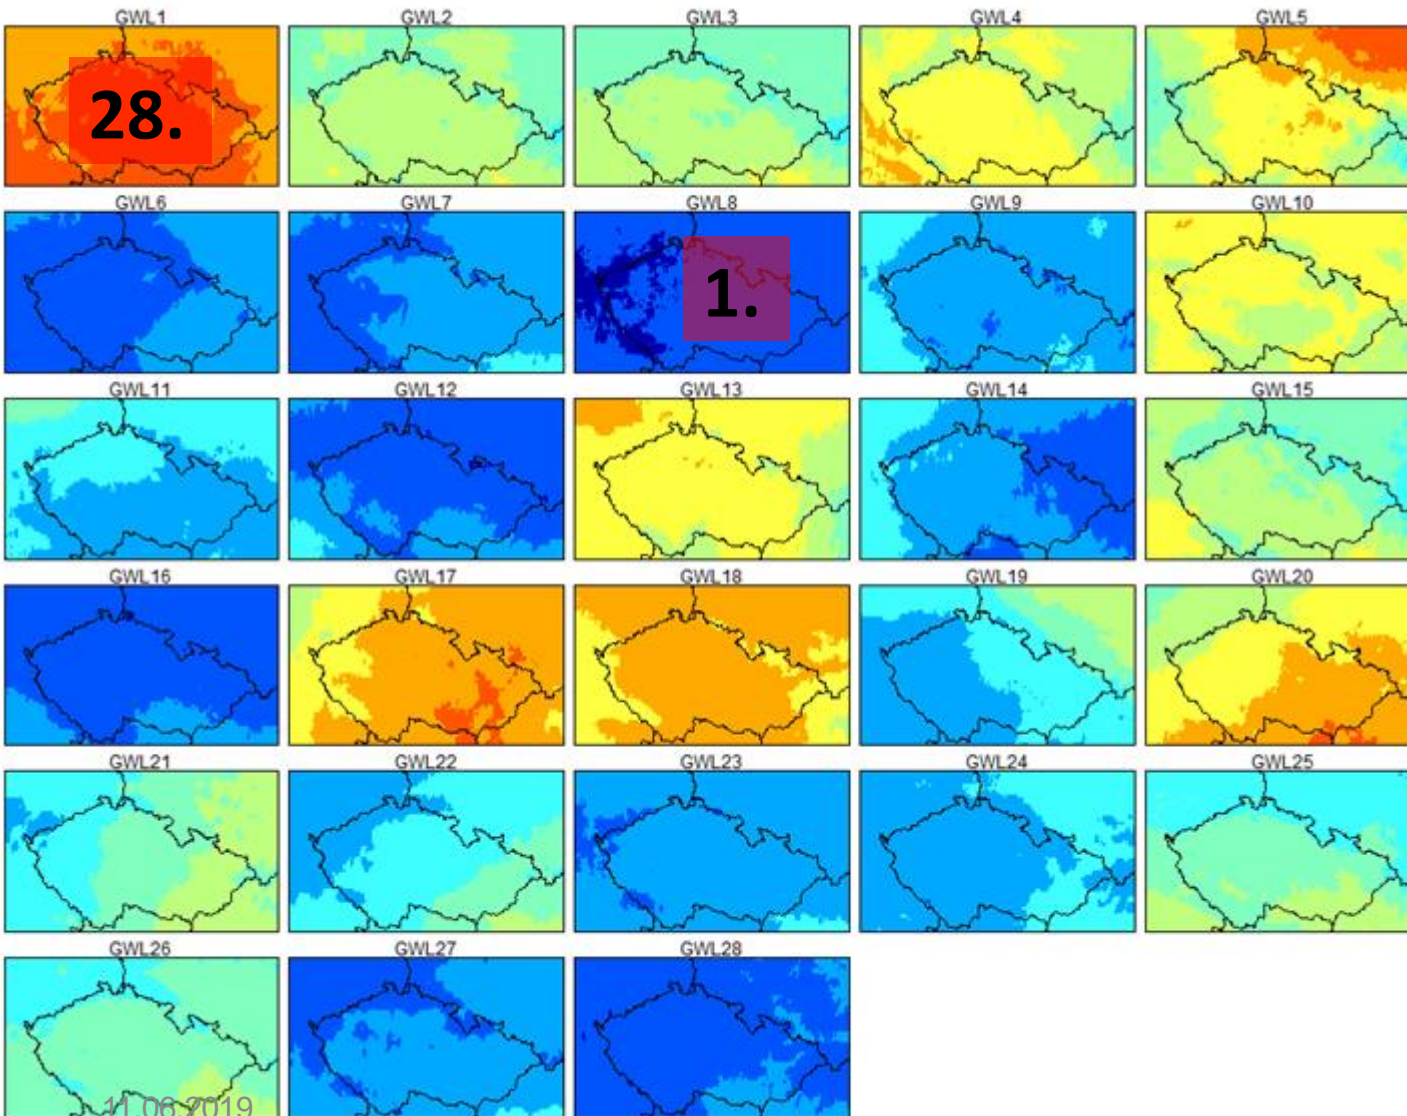 GWL1 GWL2 GWL3 GWL4 GWL5
28.
GWL6 GWL7 GWL8 GWL9 GWL10
1.
GWL11 GWL12 GWL13 GWL14 GWL15
GWL16 GWL17 GWL18 GWL19 GWL20
GWL21 GWL22 GWL23 GWL24 GWL25
GWL26 GWL27 GWL28
11.06.2019